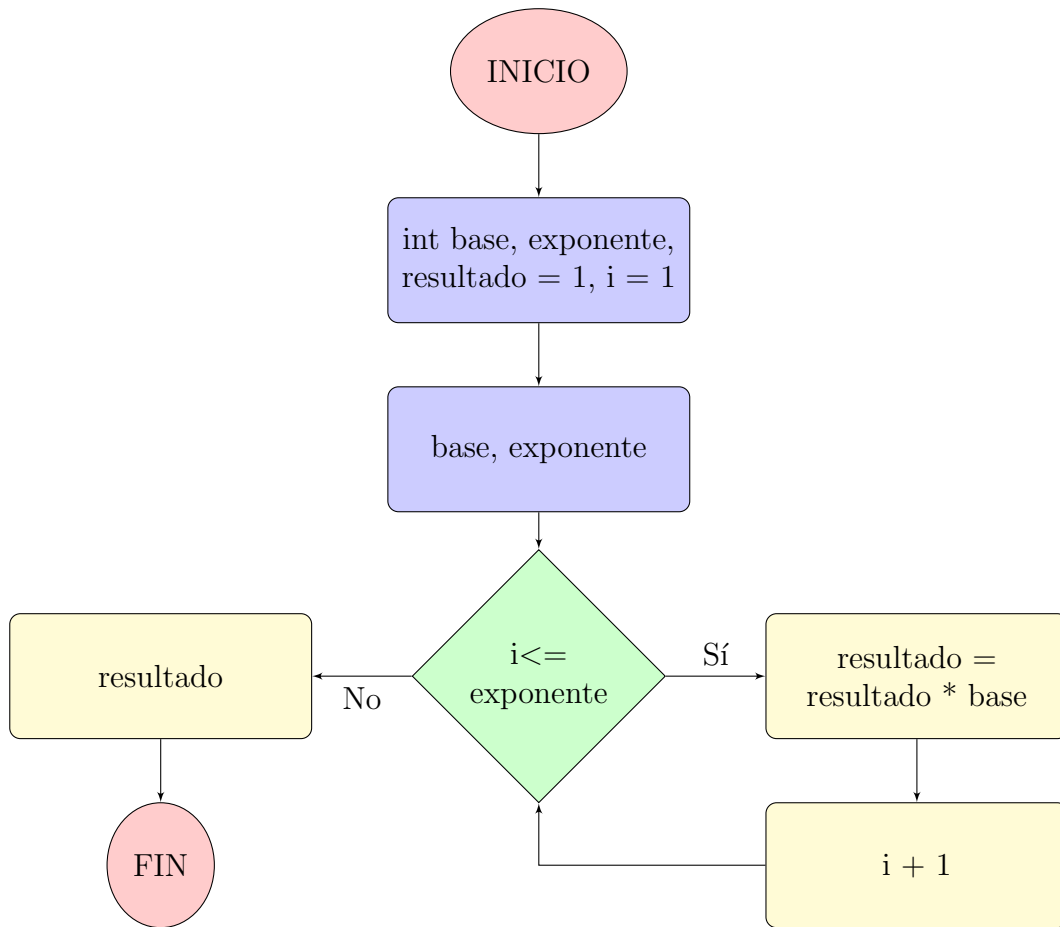 INICIO
int base, exponente,
resultado = 1, i = 1
base, exponente
i<=
exponente
Sí
resultado =
resultado * base
i + 1
No
resultado
FIN